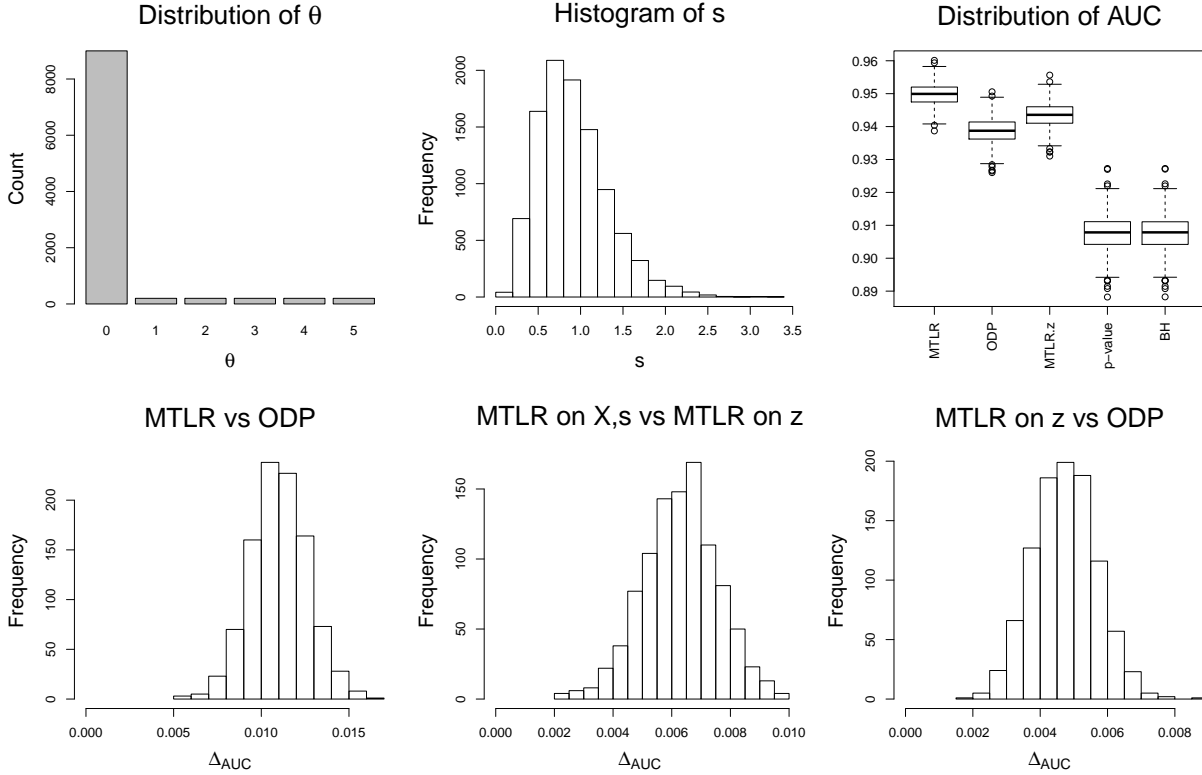 Distribution of θ
Count
0 2000 4000 6000 8000
0 1 2 3 4 5
θ
Histogram of s
Frequency
0 500 1000 1500 2000
0.0 0.5 1.0 1.5 2.0 2.5 3.0 3.5
s
Distribution of AUC
0.96
0.95
0.94
0.93
0.92
0.91
0.90
0.89
MTLR
ODP
MTLR.z
p−value
BH
MTLR vs ODP
Frequency
0 50 100 150 200
0.000 0.005 0.010 0.015
ΔAUC
MTLR on X,s vs MTLR on z
Frequency
0 50 100 150
0.000 0.002 0.004 0.006 0.008 0.010
ΔAUC
MTLR on z vs ODP
Frequency
0 50 100 150 200
0.000 0.002 0.004 0.006 0.008
ΔAUC